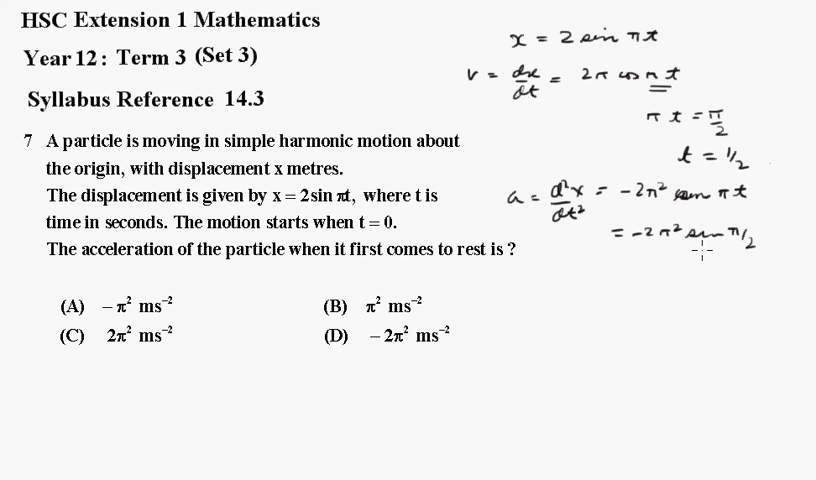 HSC Extension 1 Mathematics
Year 12 : Term 3 (Set 3)
Syllabus Reference 14.3
7 A particle is moving in simple harmonic motion about
the origin, with displacement x metres.
The displacement is given by x = 2sin πt, where t is
time in seconds. The motion starts when t = 0.
The acceleration of the particle when it first comes to rest is ?
(A) −π² ms⁻² (B) π² ms⁻²
(C) 2π² ms⁻² (D) −2π² ms⁻²
x = 2 sin πt
v = dx/dt = 2π cos πt
πt = π/2
t = 1/2
a = d²x/dt² = −2π² sin πt
= −2π² sin π/2